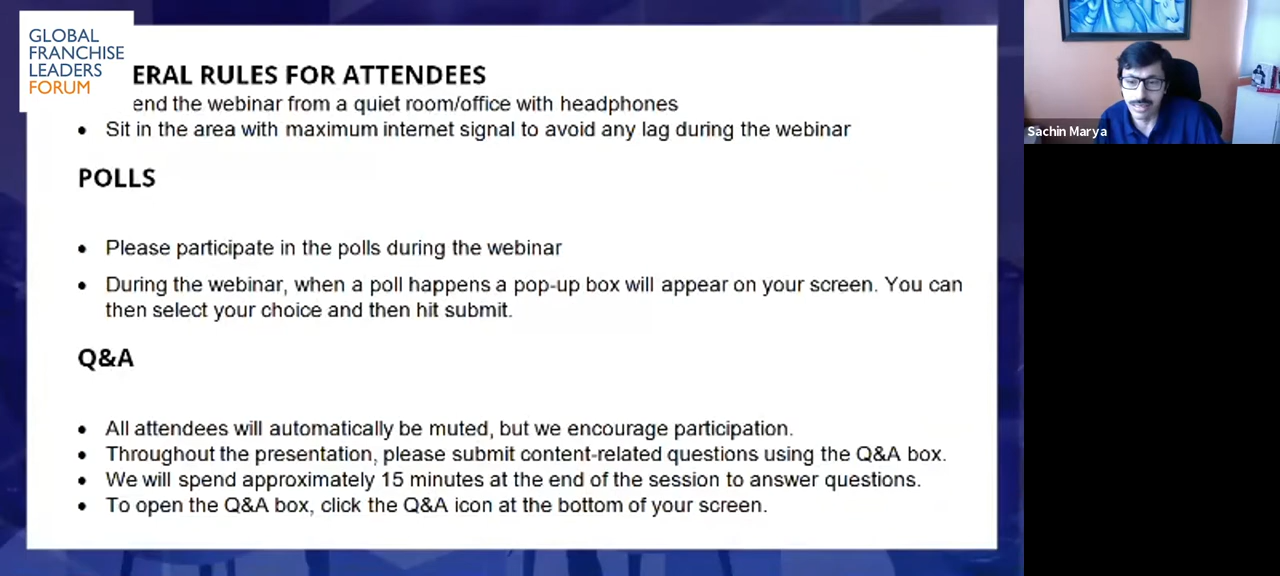 GLOBAL
FRANCHISE
LEADERS
FORUM
ERAL RULES FOR ATTENDEES
end the webinar from a quiet room/office with headphones
• Sit in the area with maximum internet signal to avoid any lag during the webinar
POLLS
• Please participate in the polls during the webinar
• During the webinar, when a poll happens a pop-up box will appear on your screen. You can
then select your choice and then hit submit.
Q&A
• All attendees will automatically be muted, but we encourage participation.
• Throughout the presentation, please submit content-related questions using the Q&A box.
• We will spend approximately 15 minutes at the end of the session to answer questions.
• To open the Q&A box, click the Q&A icon at the bottom of your screen.
Sachin Marya